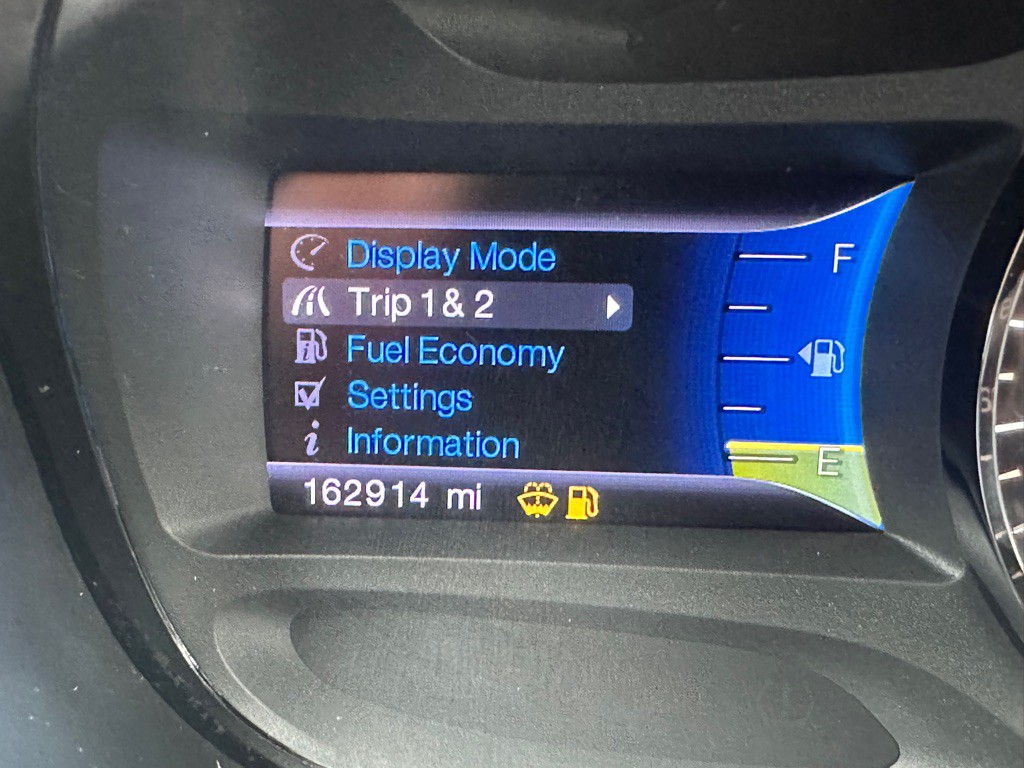 Display Mode
F
Trip 1 & 2
Fuel Economy
Settings
Information
E
162914 mi